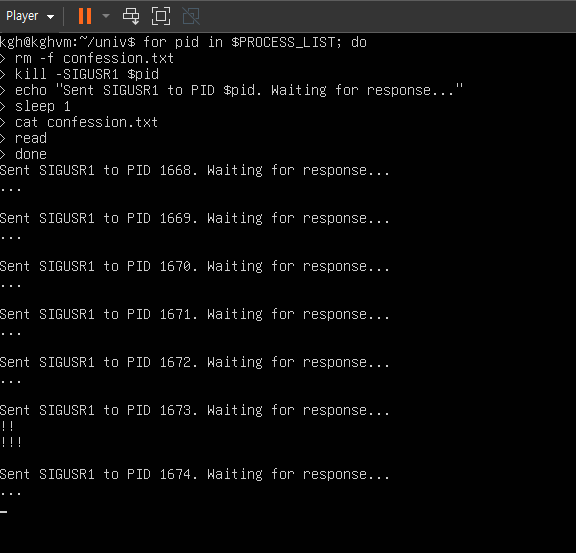 Player
kgh@kghvm:~/univ$ for pid in $PROCESS_LIST; do
> rm -f confession.txt
> kill -SIGUSR1 $pid
> echo "Sent SIGUSR1 to PID $pid. Waiting for response..."
> sleep 1
> cat confession.txt
> read
> done
Sent SIGUSR1 to PID 1668. Waiting for response...
...
Sent SIGUSR1 to PID 1669. Waiting for response...
...
Sent SIGUSR1 to PID 1670. Waiting for response...
...
Sent SIGUSR1 to PID 1671. Waiting for response...
...
Sent SIGUSR1 to PID 1672. Waiting for response...
...
Sent SIGUSR1 to PID 1673. Waiting for response...
!!
!!!
Sent SIGUSR1 to PID 1674. Waiting for response...
...